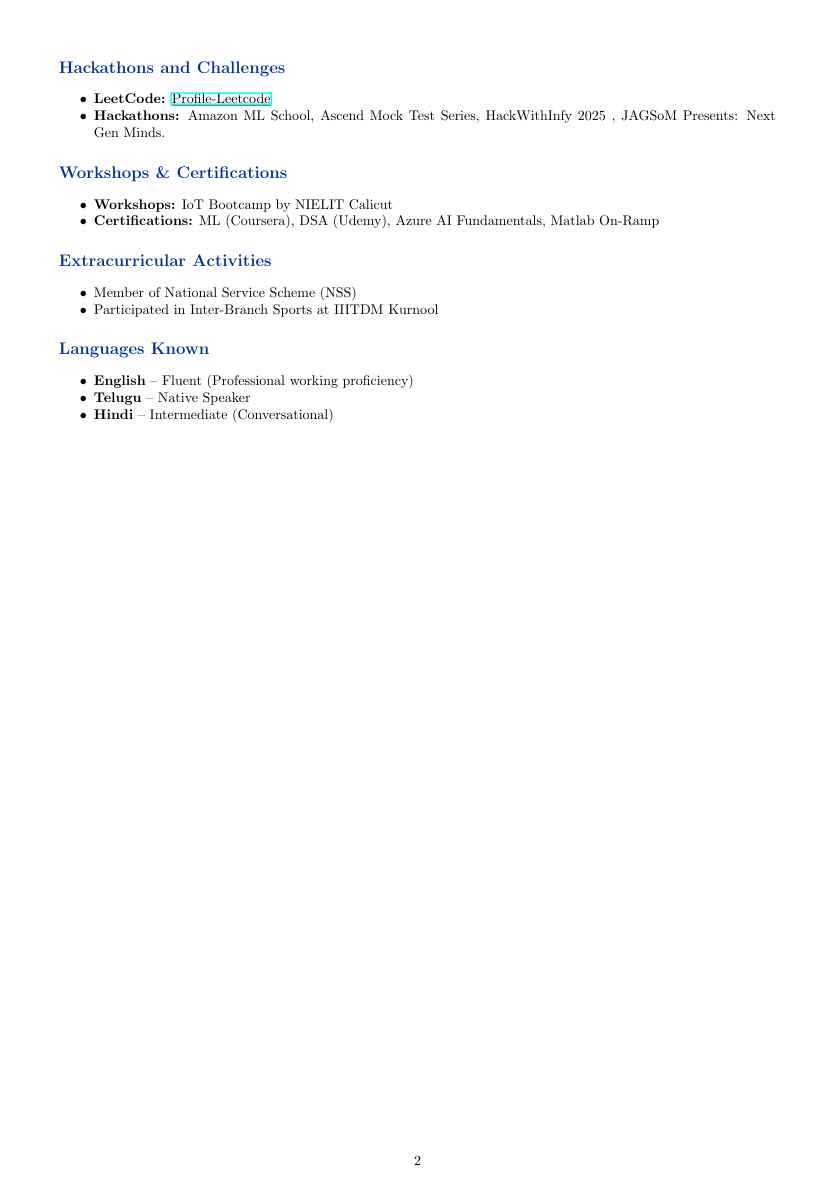 Hackathons and Challenges
• LeetCode: Profile-Leetcode
• Hackathons: Amazon ML School, Ascend Mock Test Series, HackWithInfy 2025 , JAGSoM Presents: Next
Gen Minds.
Workshops & Certifications
• Workshops: IoT Bootcamp by NIELIT Calicut
• Certifications: ML (Coursera), DSA (Udemy), Azure AI Fundamentals, Matlab On-Ramp
Extracurricular Activities
• Member of National Service Scheme (NSS)
• Participated in Inter-Branch Sports at IIITDM Kurnool
Languages Known
• English – Fluent (Professional working proficiency)
• Telugu – Native Speaker
• Hindi – Intermediate (Conversational)
2